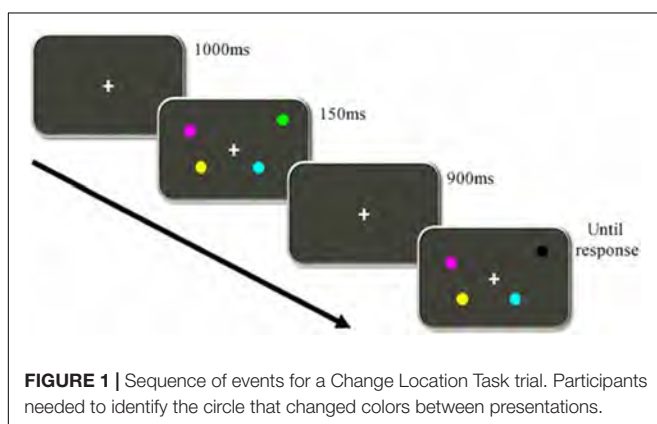 1000ms
150ms
900ms
Until
response
FIGURE 1 | Sequence of events for a Change Location Task trial. Participants
needed to identify the circle that changed colors between presentations.